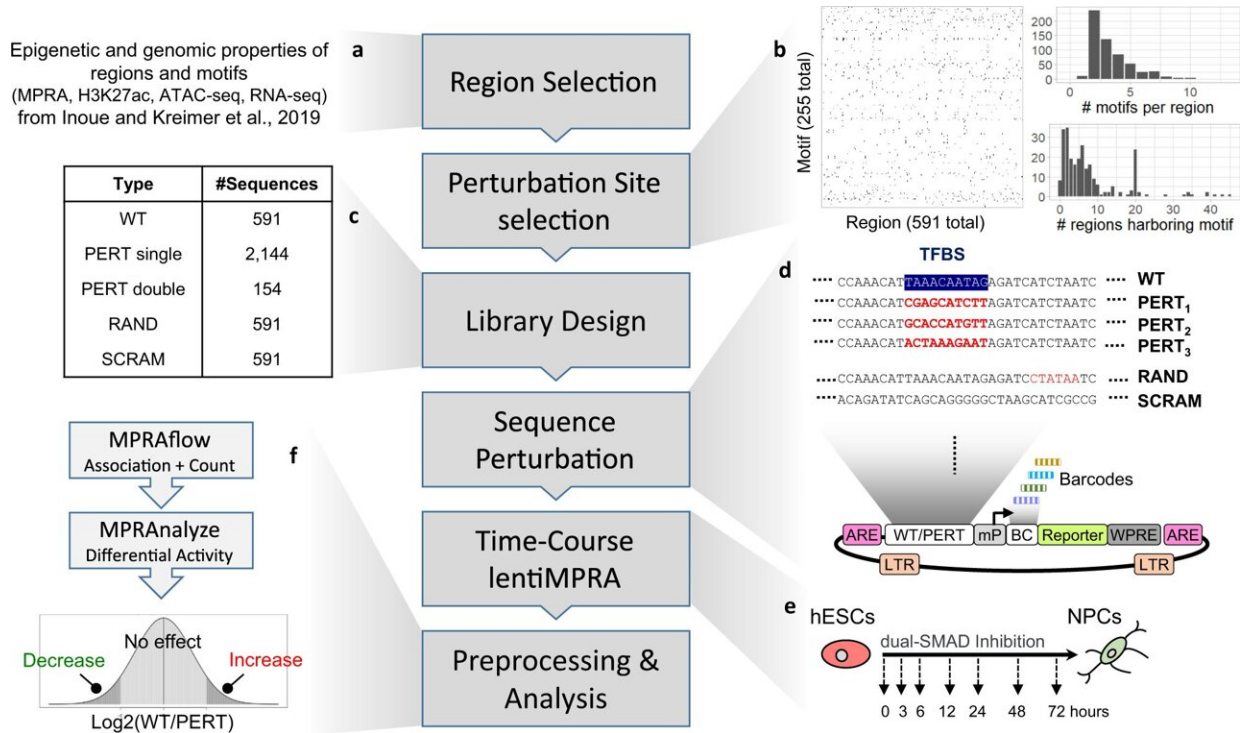 a
Epigenetic and genomic properties of
regions and motifs
(MPRA, H3K27ac, ATAC-seq, RNA-seq)
from Inoue and Kreimer et al., 2019
Region Selection
Perturbation Site
selection
Library Design
Sequence
Perturbation
Time-Course
lentiMPRA
Preprocessing &
Analysis
b
Motif (255 total)
Region (591 total)
200
150
100
50
0
0 5 10
# motifs per region
30
20
10
0
0 10 20 30 40
# regions harboring motif
c
Type #Sequences
WT 591
PERT single 2,144
PERT double 154
RAND 591
SCRAM 591
d
TFBS
CCAAACATTAAACAATAGAGATCATCTAATC WT
CCAAACATCGAGCATCTTAGATCATCTAATC PERT1
CCAAACATGCACCATGTTAGATCATCTAATC PERT2
CCAAACATACTAAAGAATAGATCATCTAATC PERT3
CCAAACATTAAACAATAGAGATCCTATAATC RAND
ACAGATATCAGCAGGGGGCTAAGCATCGCCG SCRAM
Barcodes
ARE WT/PERT mP BC Reporter WPRE ARE
LTR LTR
e
hESCs NPCs
dual-SMAD Inhibition
0 3 6 12 24 48 72 hours
f
MPRAflow
Association + Count
MPRAnalyze
Differential Activity
No effect
Decrease Increase
Log2(WT/PERT)